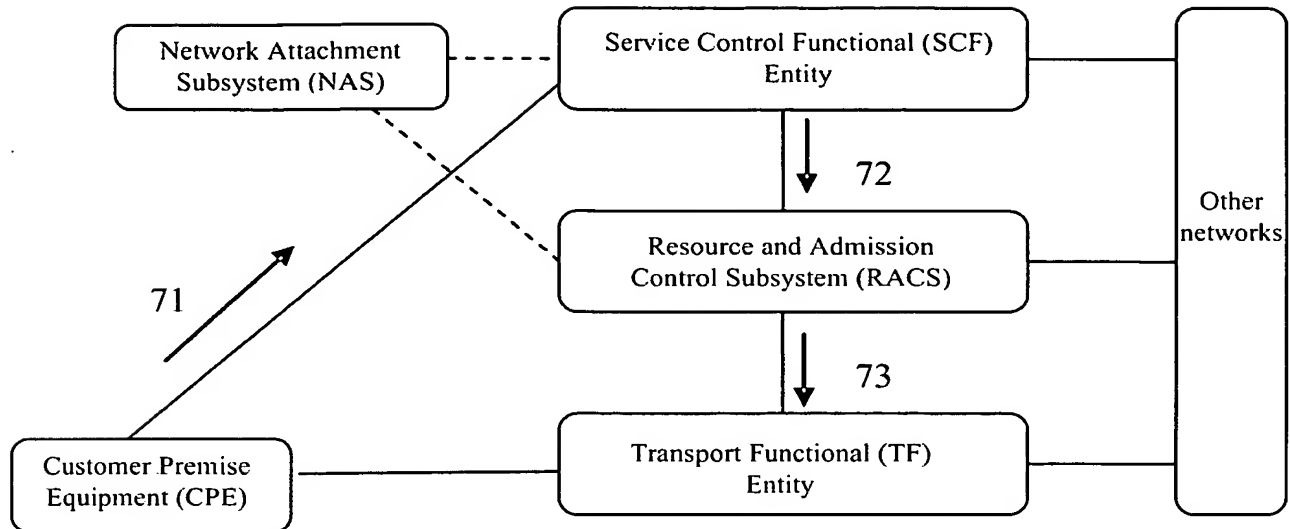 Network Attachment
Subsystem (NAS)
Service Control Functional (SCF)
Entity
72
Other
networks
Resource and Admission
Control Subsystem (RACS)
71
73
Customer Premise
Equipment (CPE)
Transport Functional (TF)
Entity